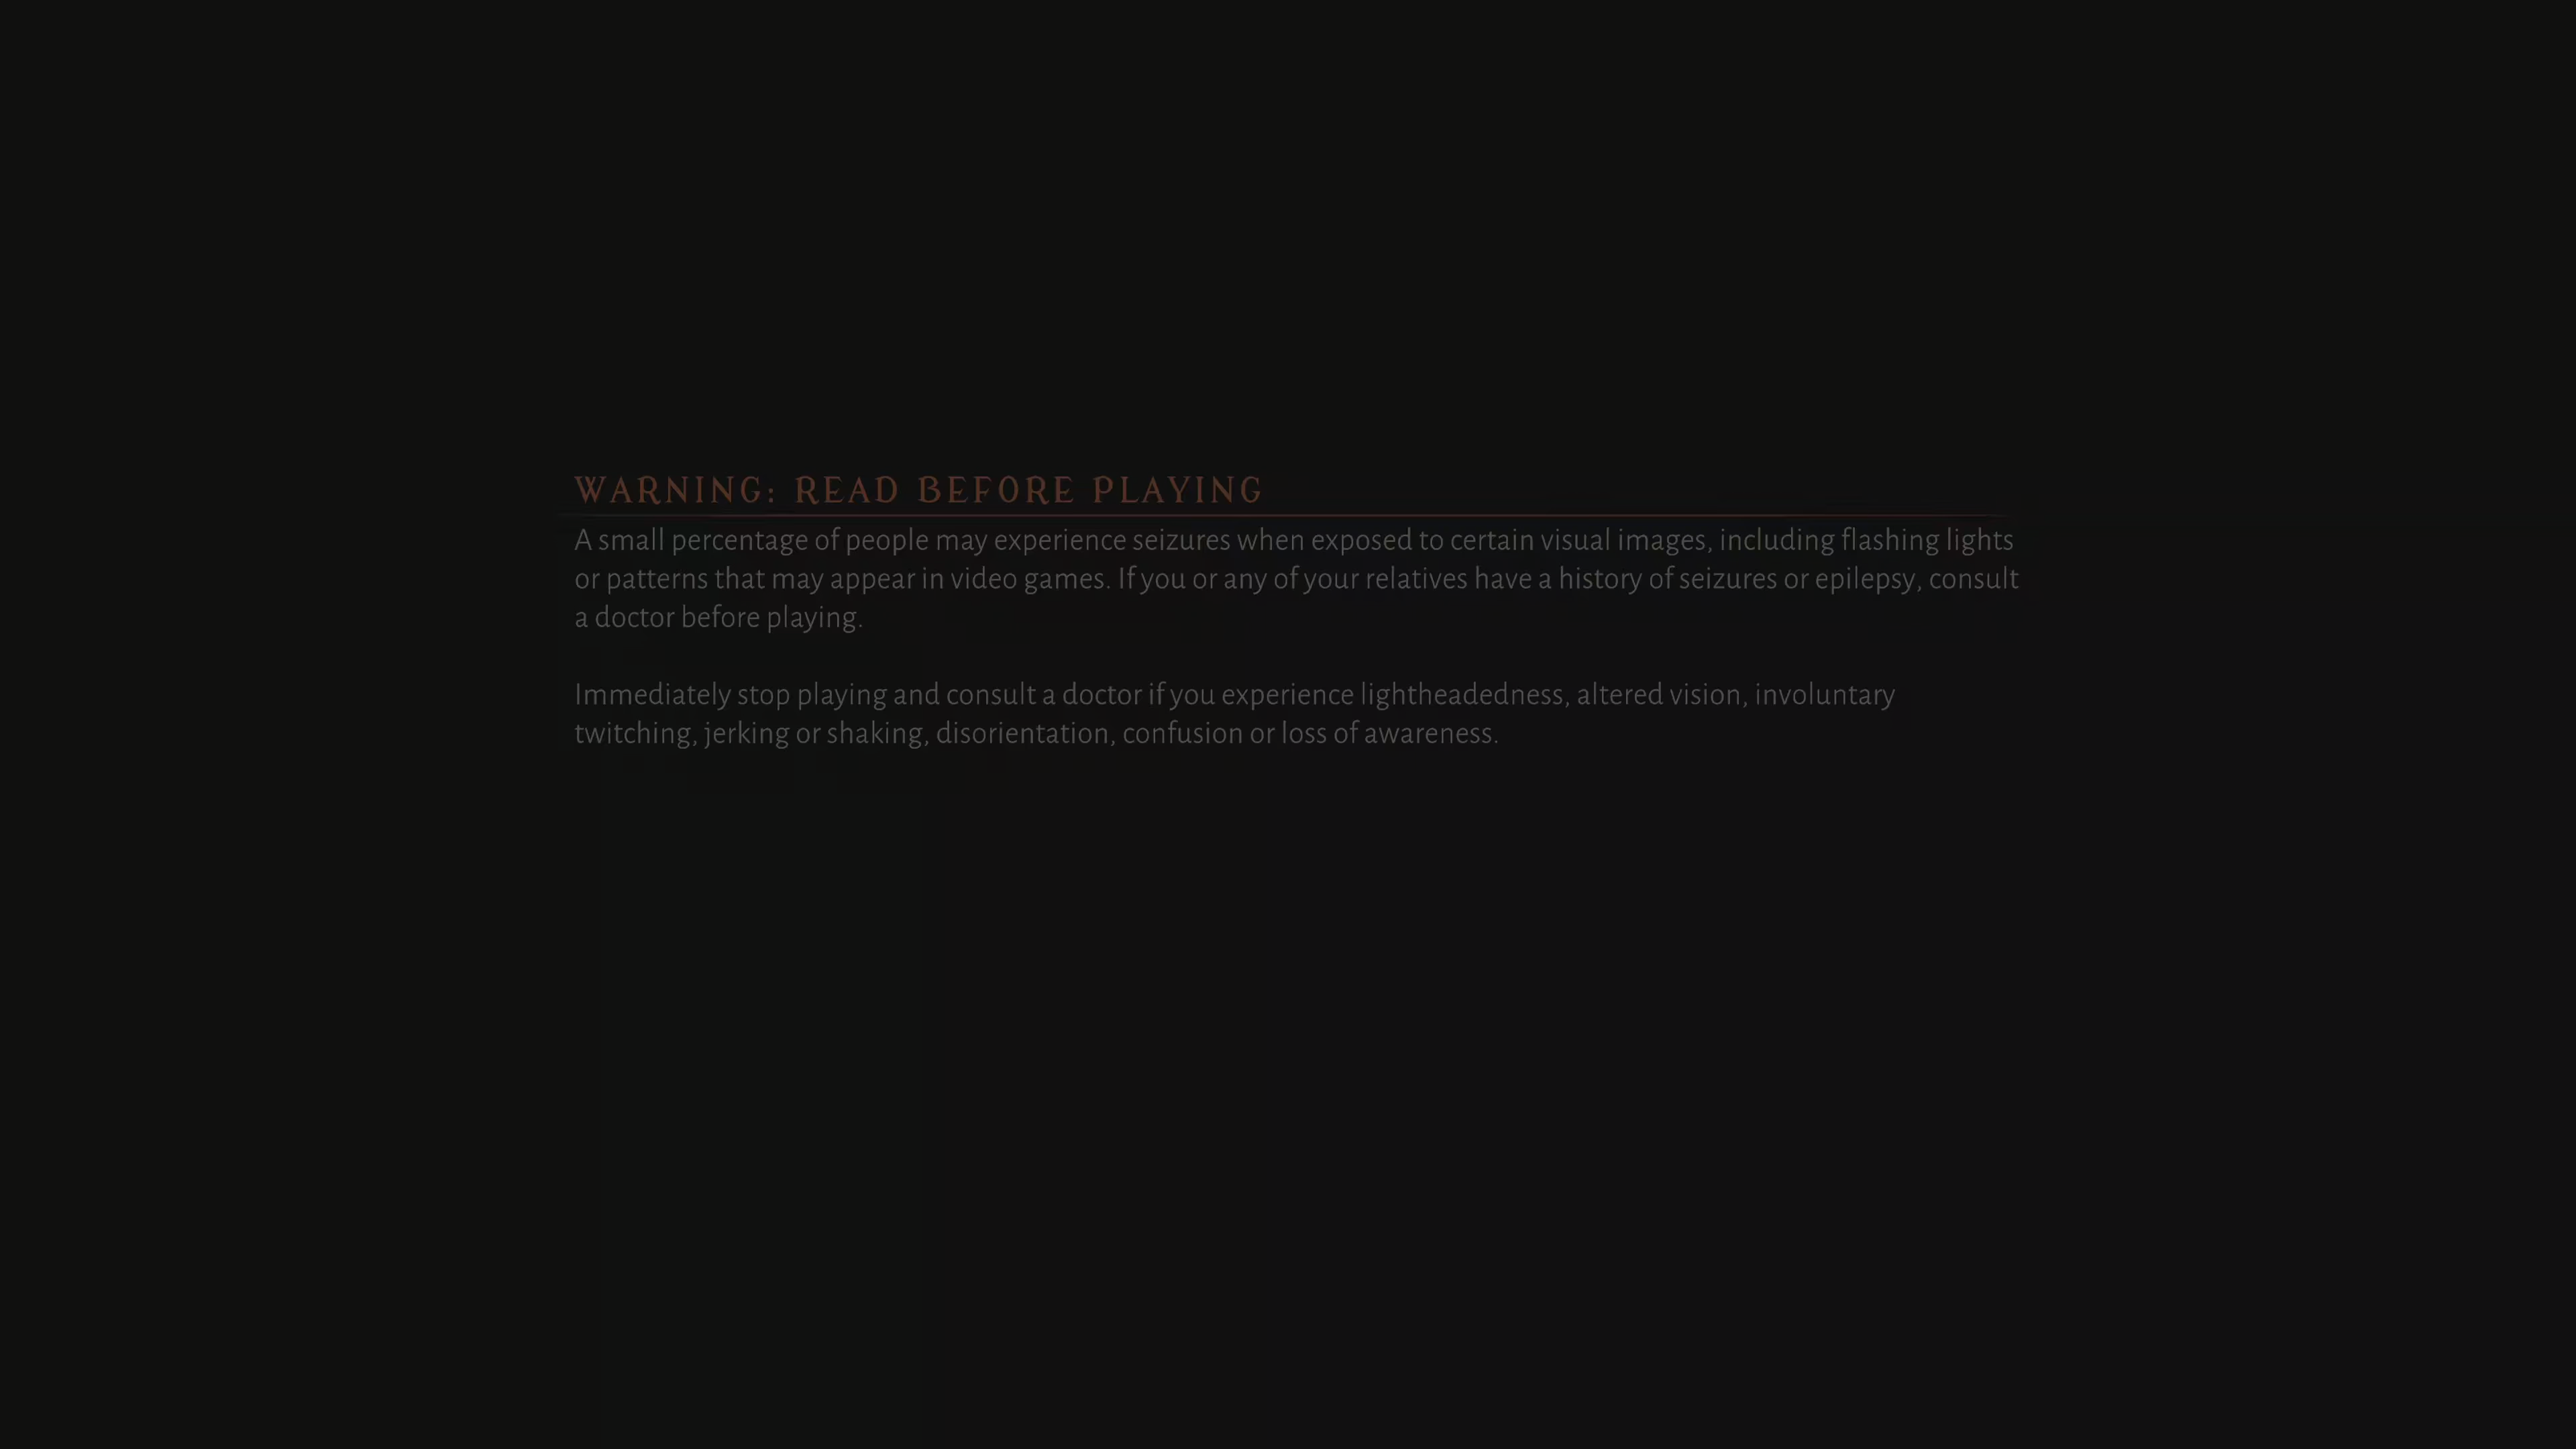 WARNING: READ BEFORE PLAYING
A small percentage of people may experience seizures when exposed to certain visual images, including flashing lights
or patterns that may appear in video games. If you or any of your relatives have a history of seizures or epilepsy, consult
a doctor before playing.
Immediately stop playing and consult a doctor if you experience lightheadedness, altered vision, involuntary
twitching, jerking or shaking, disorientation, confusion or loss of awareness.